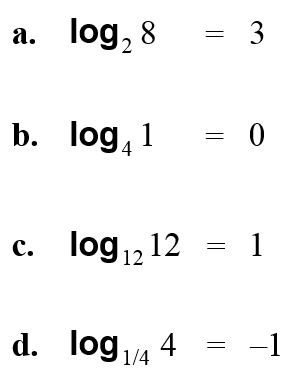 a. log₂ 8 = 3
b. log₄ 1 = 0
c. log₁₂ 12 = 1
d. log₁/₄ 4 = –1